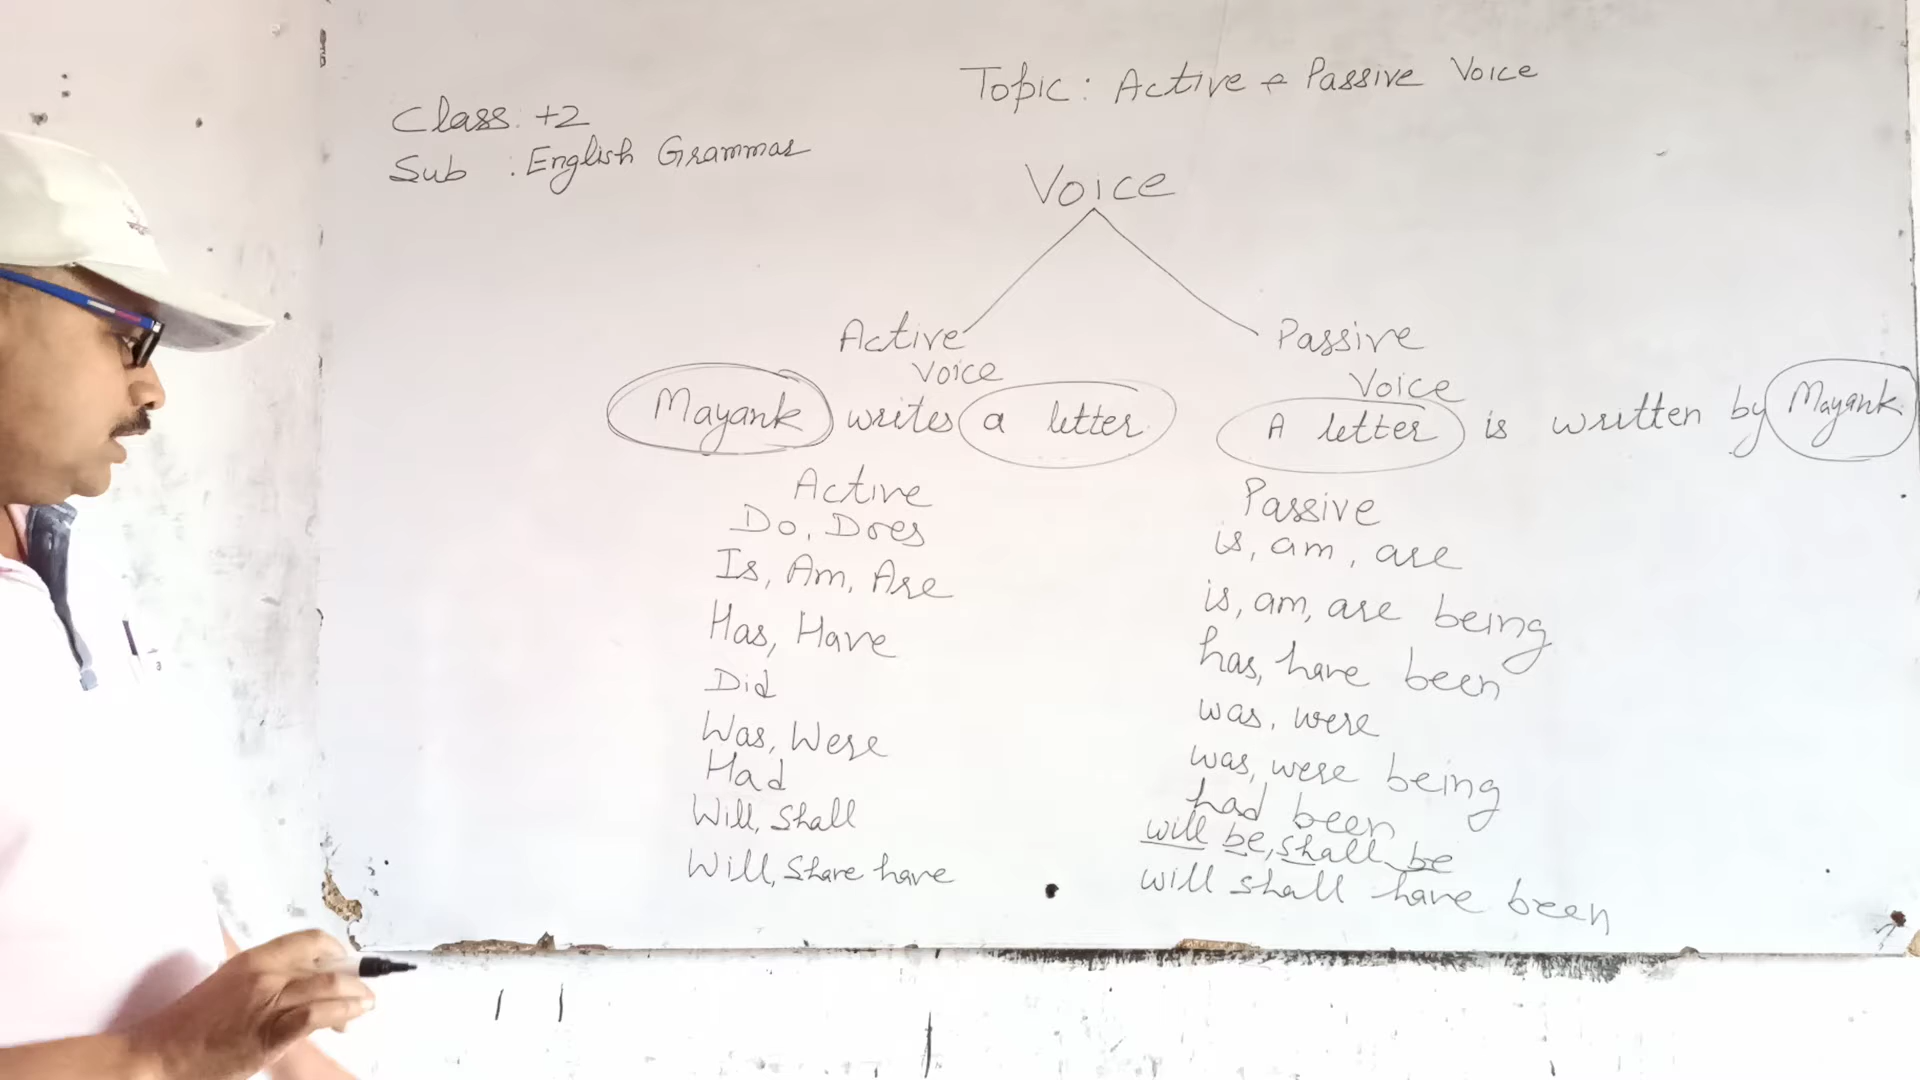 Topic: Active & Passive Voice
Class: +2
Sub : English Grammar
Voice
Active Voice
Passive Voice
Mayank writes a letter.
A letter is written by Mayank.
Active
Passive
Do, Does
is, am, are
Is, Am, Are
is, am, are being
Has, Have
has, have been
Did
was, were
Was, Were
was, were being
Had
had been
Will, Shall
will be, shall be
Will, Share have
will shall have been